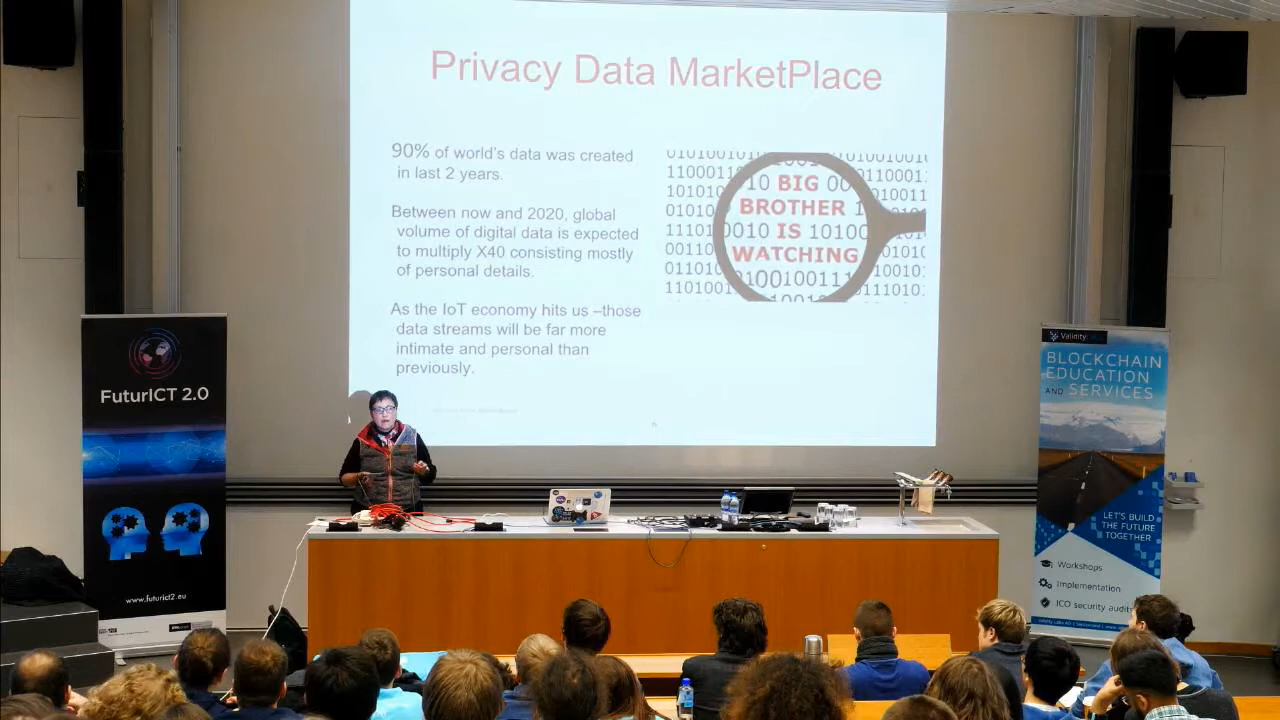 Privacy Data MarketPlace
90% of world's data was created
in last 2 years.
Between now and 2020, global
volume of digital data is expected
to multiply X40 consisting mostly
of personal details.
As the IoT economy hits us –those
data streams will be far more
intimate and personal than
previously.
BIG
BROTHER
IS
WATCHING
FuturICT 2.0
www.futurict2.eu
Validity
BLOCKCHAIN
EDUCATION
AND SERVICES
LET'S BUILD
THE FUTURE
TOGETHER
Workshops
Implementation
ICO security audits